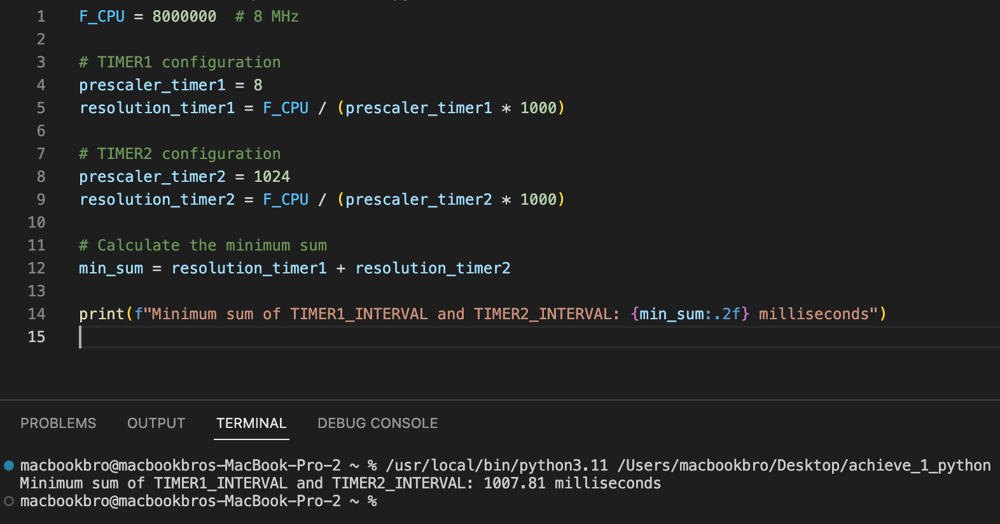 1 F_CPU = 8000000  # 8 MHz
2
3 # TIMER1 configuration
4 prescaler_timer1 = 8
5 resolution_timer1 = F_CPU / (prescaler_timer1 * 1000)
6
7 # TIMER2 configuration
8 prescaler_timer2 = 1024
9 resolution_timer2 = F_CPU / (prescaler_timer2 * 1000)
10
11 # Calculate the minimum sum
12 min_sum = resolution_timer1 + resolution_timer2
13
14 print(f"Minimum sum of TIMER1_INTERVAL and TIMER2_INTERVAL: {min_sum:.2f} milliseconds")
15
PROBLEMS OUTPUT TERMINAL DEBUG CONSOLE
macbookbro@macbookbros-MacBook-Pro-2 ~ % /usr/local/bin/python3.11 /Users/macbookbro/Desktop/achieve_1_python
Minimum sum of TIMER1_INTERVAL and TIMER2_INTERVAL: 1007.81 milliseconds
macbookbro@macbookbros-MacBook-Pro-2 ~ %